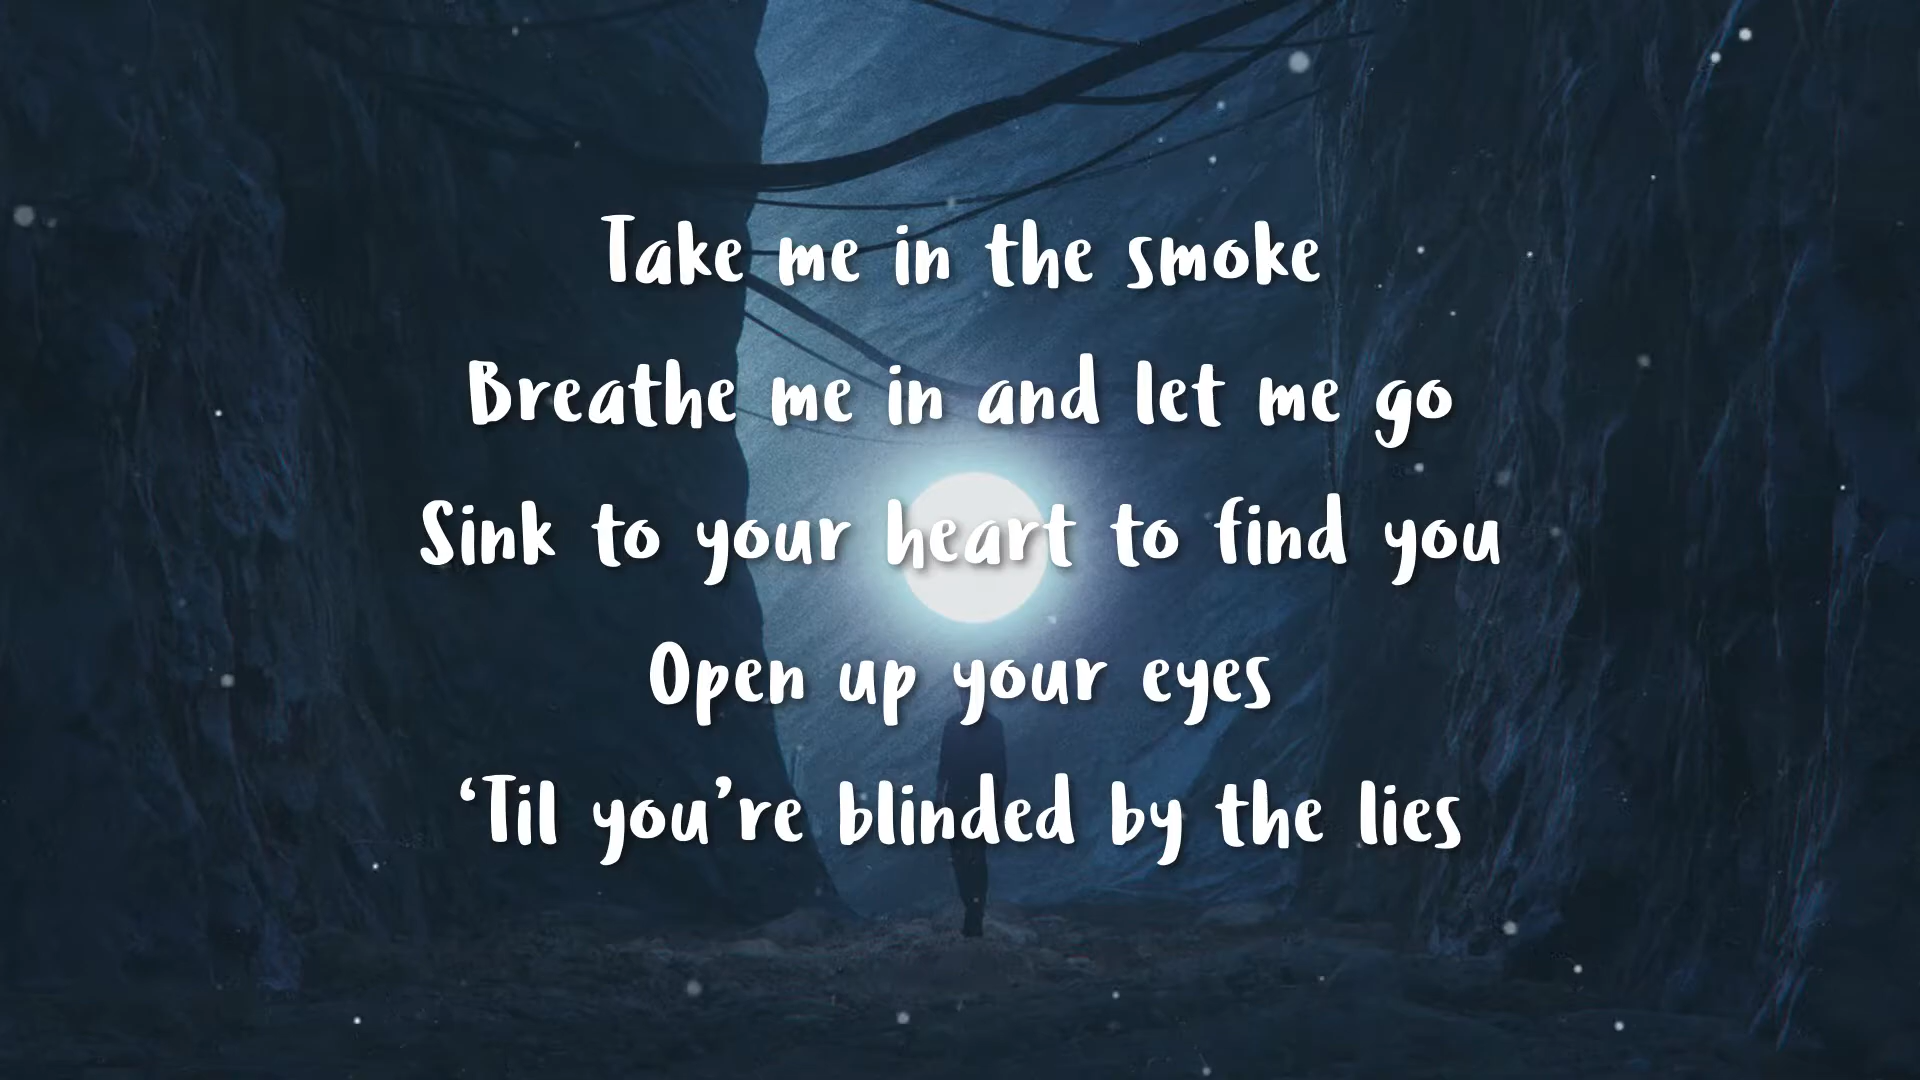 Take me in the smoke
Breathe me in and let me go
Sink to your heart to find you
Open up your eyes
‘Til you’re blinded by the lies